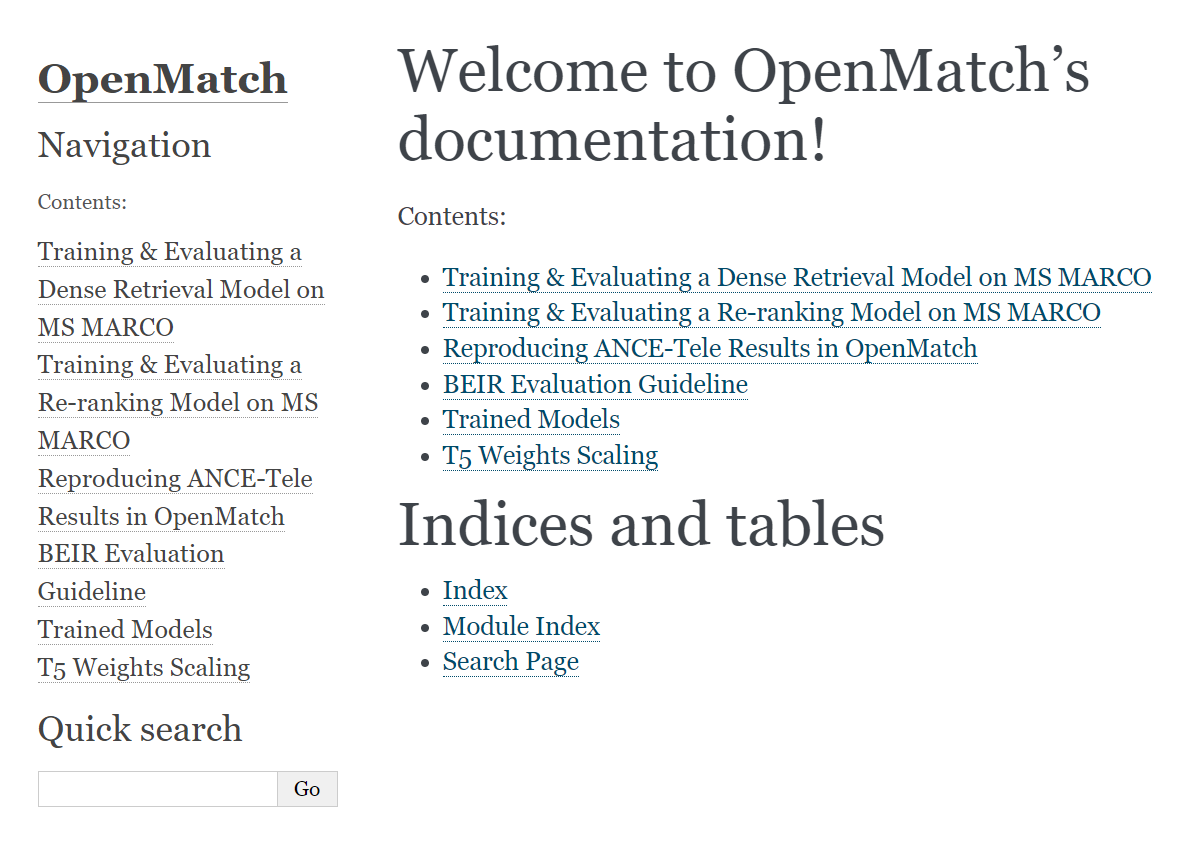 OpenMatch
Navigation
Contents:
Training & Evaluating a
Dense Retrieval Model on
MS MARCO
Training & Evaluating a
Re-ranking Model on MS
MARCO
Reproducing ANCE-Tele
Results in OpenMatch
BEIR Evaluation
Guideline
Trained Models
T5 Weights Scaling
Quick search
Go
Welcome to OpenMatch’s
documentation!
Contents:
Training & Evaluating a Dense Retrieval Model on MS MARCO
Training & Evaluating a Re-ranking Model on MS MARCO
Reproducing ANCE-Tele Results in OpenMatch
BEIR Evaluation Guideline
Trained Models
T5 Weights Scaling
Indices and tables
Index
Module Index
Search Page